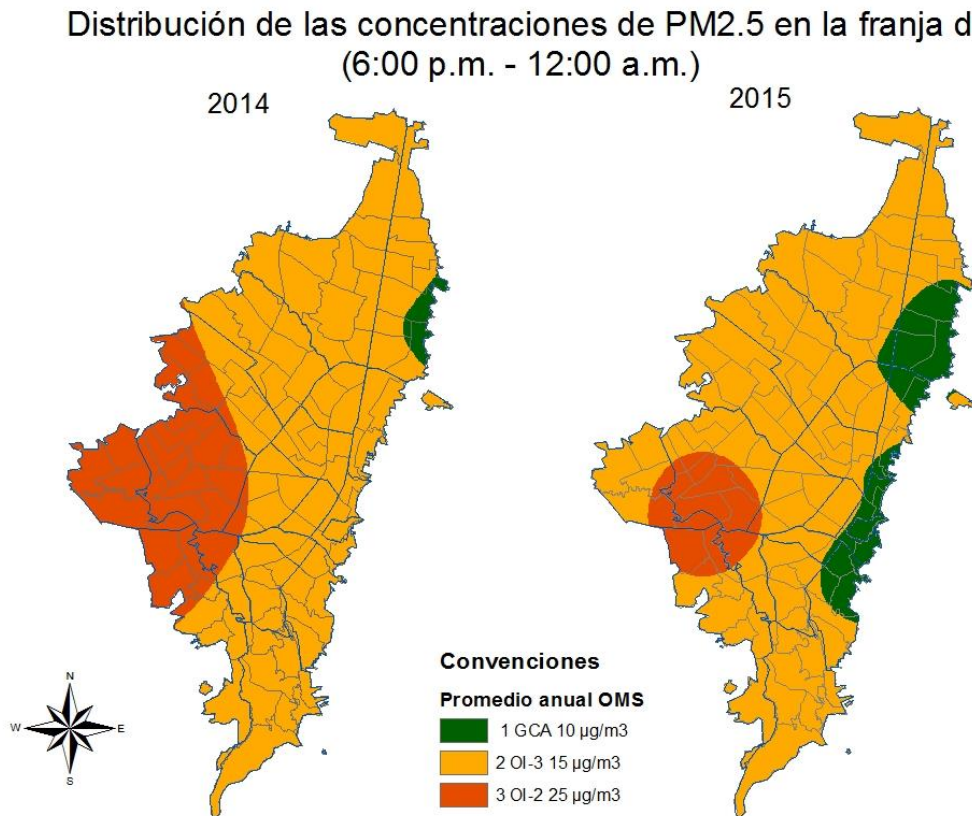 Distribución de las concentraciones de PM2.5 en la franja d
(6:00 p.m. - 12:00 a.m.)
2014
2015
Convenciones
Promedio anual OMS
1 GCA 10 µg/m3
2 OI-3 15 µg/m3
3 OI-2 25 µg/m3
N
W
E
S